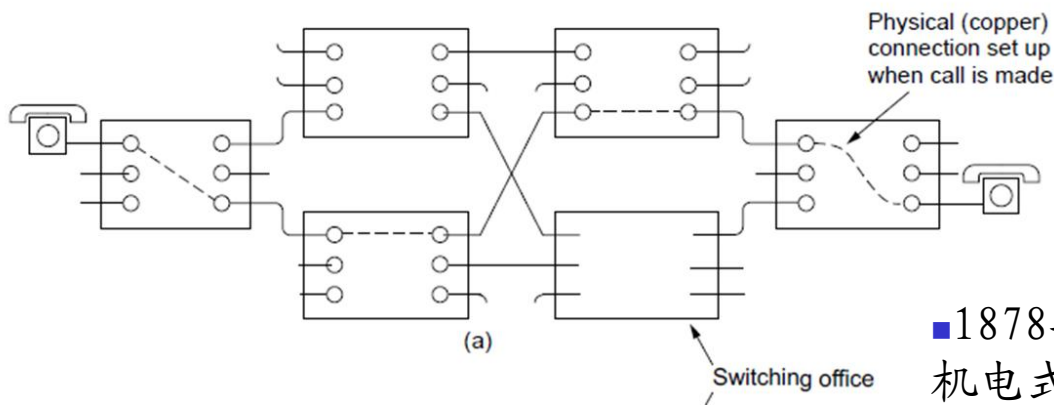 Physical (copper)
connection set up
when call is made
(a)
Switching office
■1878
机电式